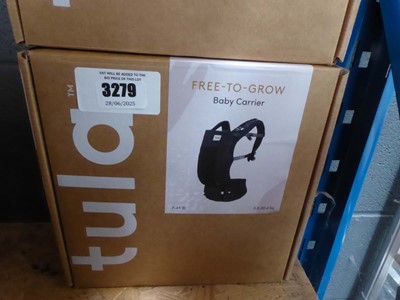 VAT WILL BE ADDED TO THE
BID PRICE OF THIS LOT
3279
28/06/2025
tula™
FREE-TO-GROW
Baby Carrier